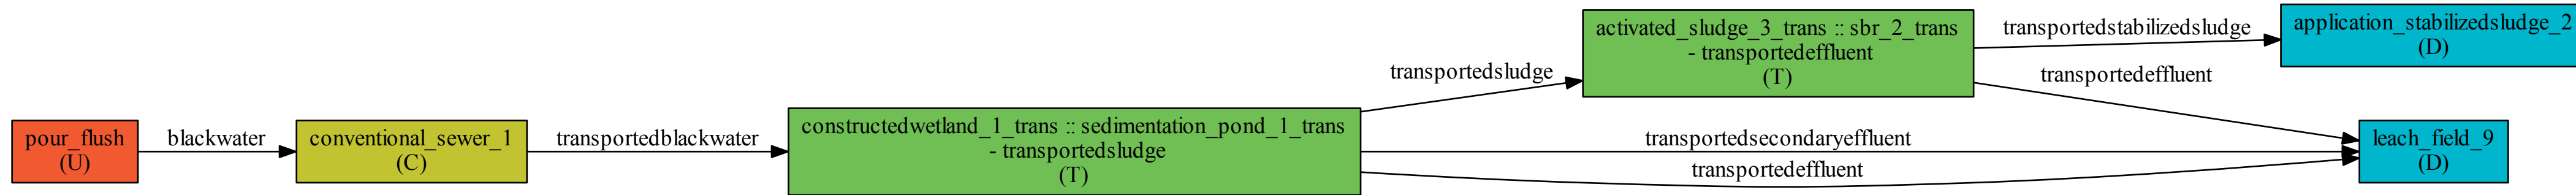 pour_flush
(U)
blackwater
conventional_sewer_1
(C)
transportedblackwater
constructedwetland_1_trans :: sedimentation_pond_1_trans
- transportedsludge
(T)
transportedsludge
activated_sludge_3_trans :: sbr_2_trans
- transportedeffluent
(T)
transportedstabilizedsludge
application_stabilizedsludge_2
(D)
transportedeffluent
transportedsecondaryeffluent
transportedeffluent
leach_field_9
(D)